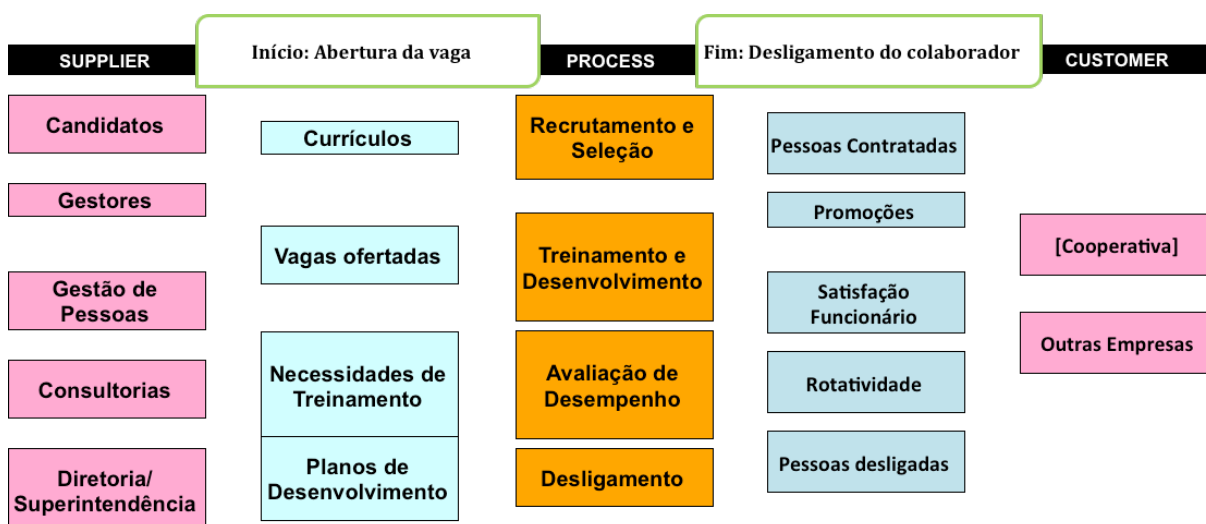 SUPPLIER
Início: Abertura da vaga
PROCESS
Fim: Desligamento do colaborador
CUSTOMER
Candidatos
Gestores
Gestão de
Pessoas
Consultorias
Diretoria/
Superintendência
Currículos
Vagas ofertadas
Necessidades de
Treinamento
Planos de
Desenvolvimento
Recrutamento e
Seleção
Treinamento e
Desenvolvimento
Avaliação de
Desempenho
Desligamento
Pessoas Contratadas
Promoções
Satisfação
Funcionário
Rotatividade
Pessoas desligadas
[Cooperativa]
Outras Empresas